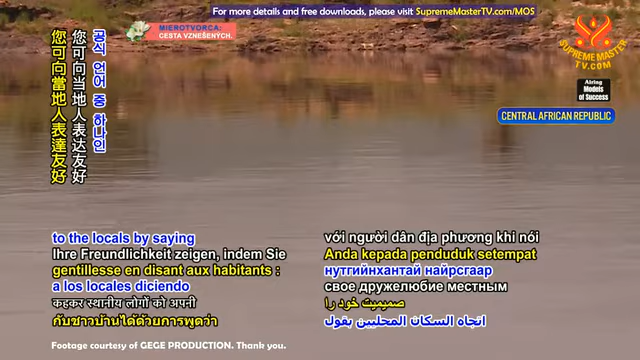 For more details and free downloads, please visit SupremeMasterTV.com/MOS
MIEROTVORCA:
CESTA VZNEŠENÝCH.
SUPREME MASTER
TV.COM
Airing
Models
of Success
CENTRAL AFRICAN REPUBLIC
공식 언어 중 하나인
您可向当地人表达友好
您可向當地人表達友好
to the locals by saying
Ihre Freundlichkeit zeigen, indem Sie
gentillesse en disant aux habitants :
a los locales diciendo
कहकर स्थानीय लोगों को अपनी
กับชาวบ้านได้ด้วยการพูดว่า
với người dân địa phương khi nói
Anda kepada penduduk setempat
нутгийнхантай найрсгаар
свое дружелюбие местным
صمیمیت خود را
اتجاه السكان المحليين بقول
Footage courtesy of GEGE PRODUCTION. Thank you.